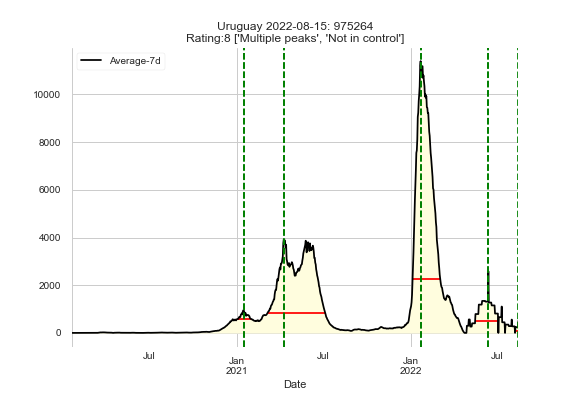 Uruguay 2022-08-15: 975264
Rating:8 ['Multiple peaks', 'Not in control']
Average-7d
10000
8000
6000
4000
2000
0
Jul
Jan
2021
Jul
Jan
2022
Jul
Date